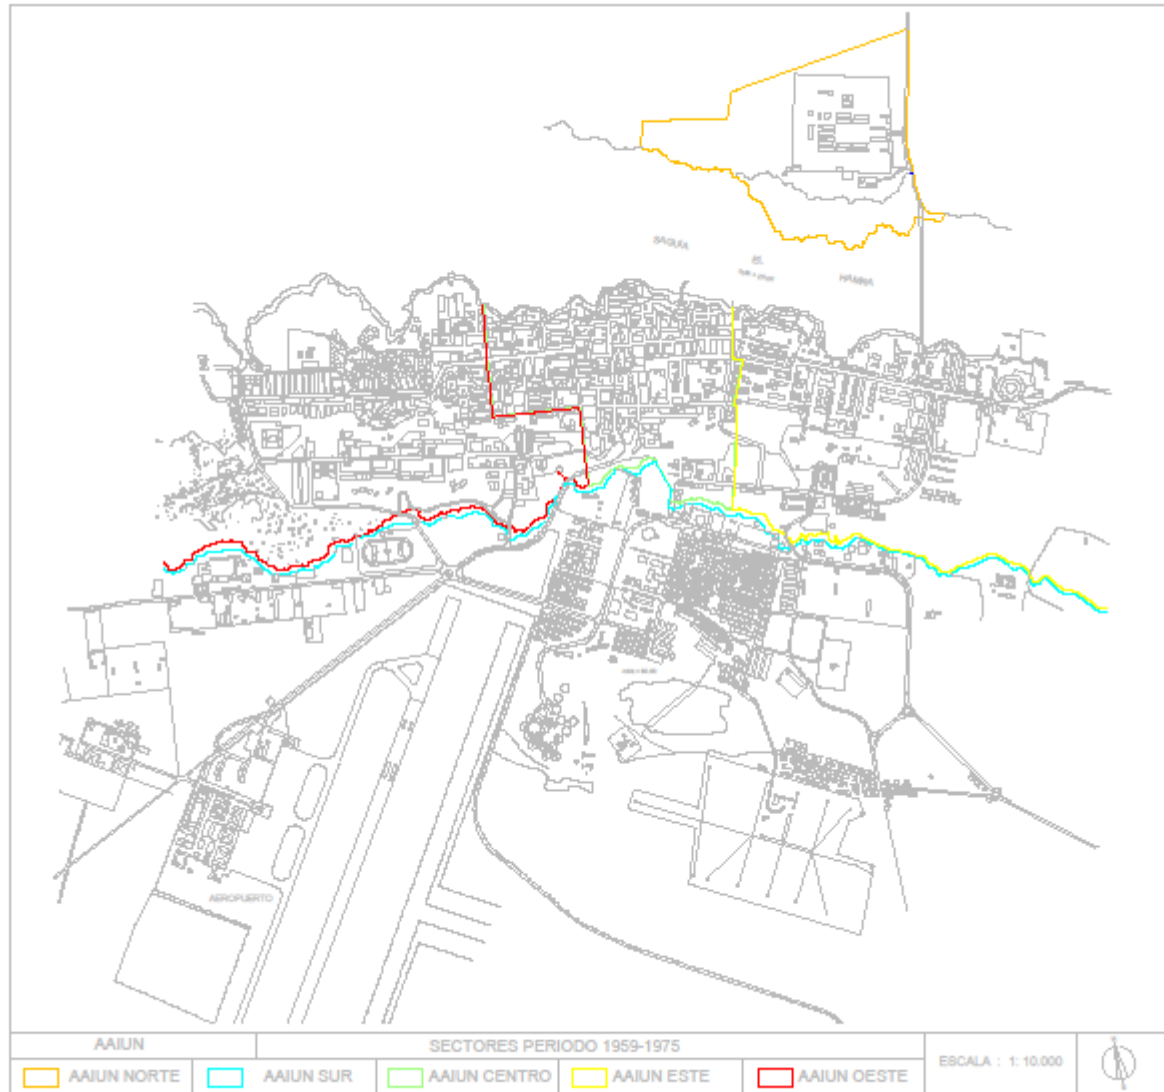 SAGUIA
EL
HAMRA
AEROPUERTO
AAIUN
SECTORES PERIODO 1959-1975
ESCALA : 1: 10.000
AAIUN NORTE
AAIUN SUR
AAIUN CENTRO
AAIUN ESTE
AAIUN OESTE